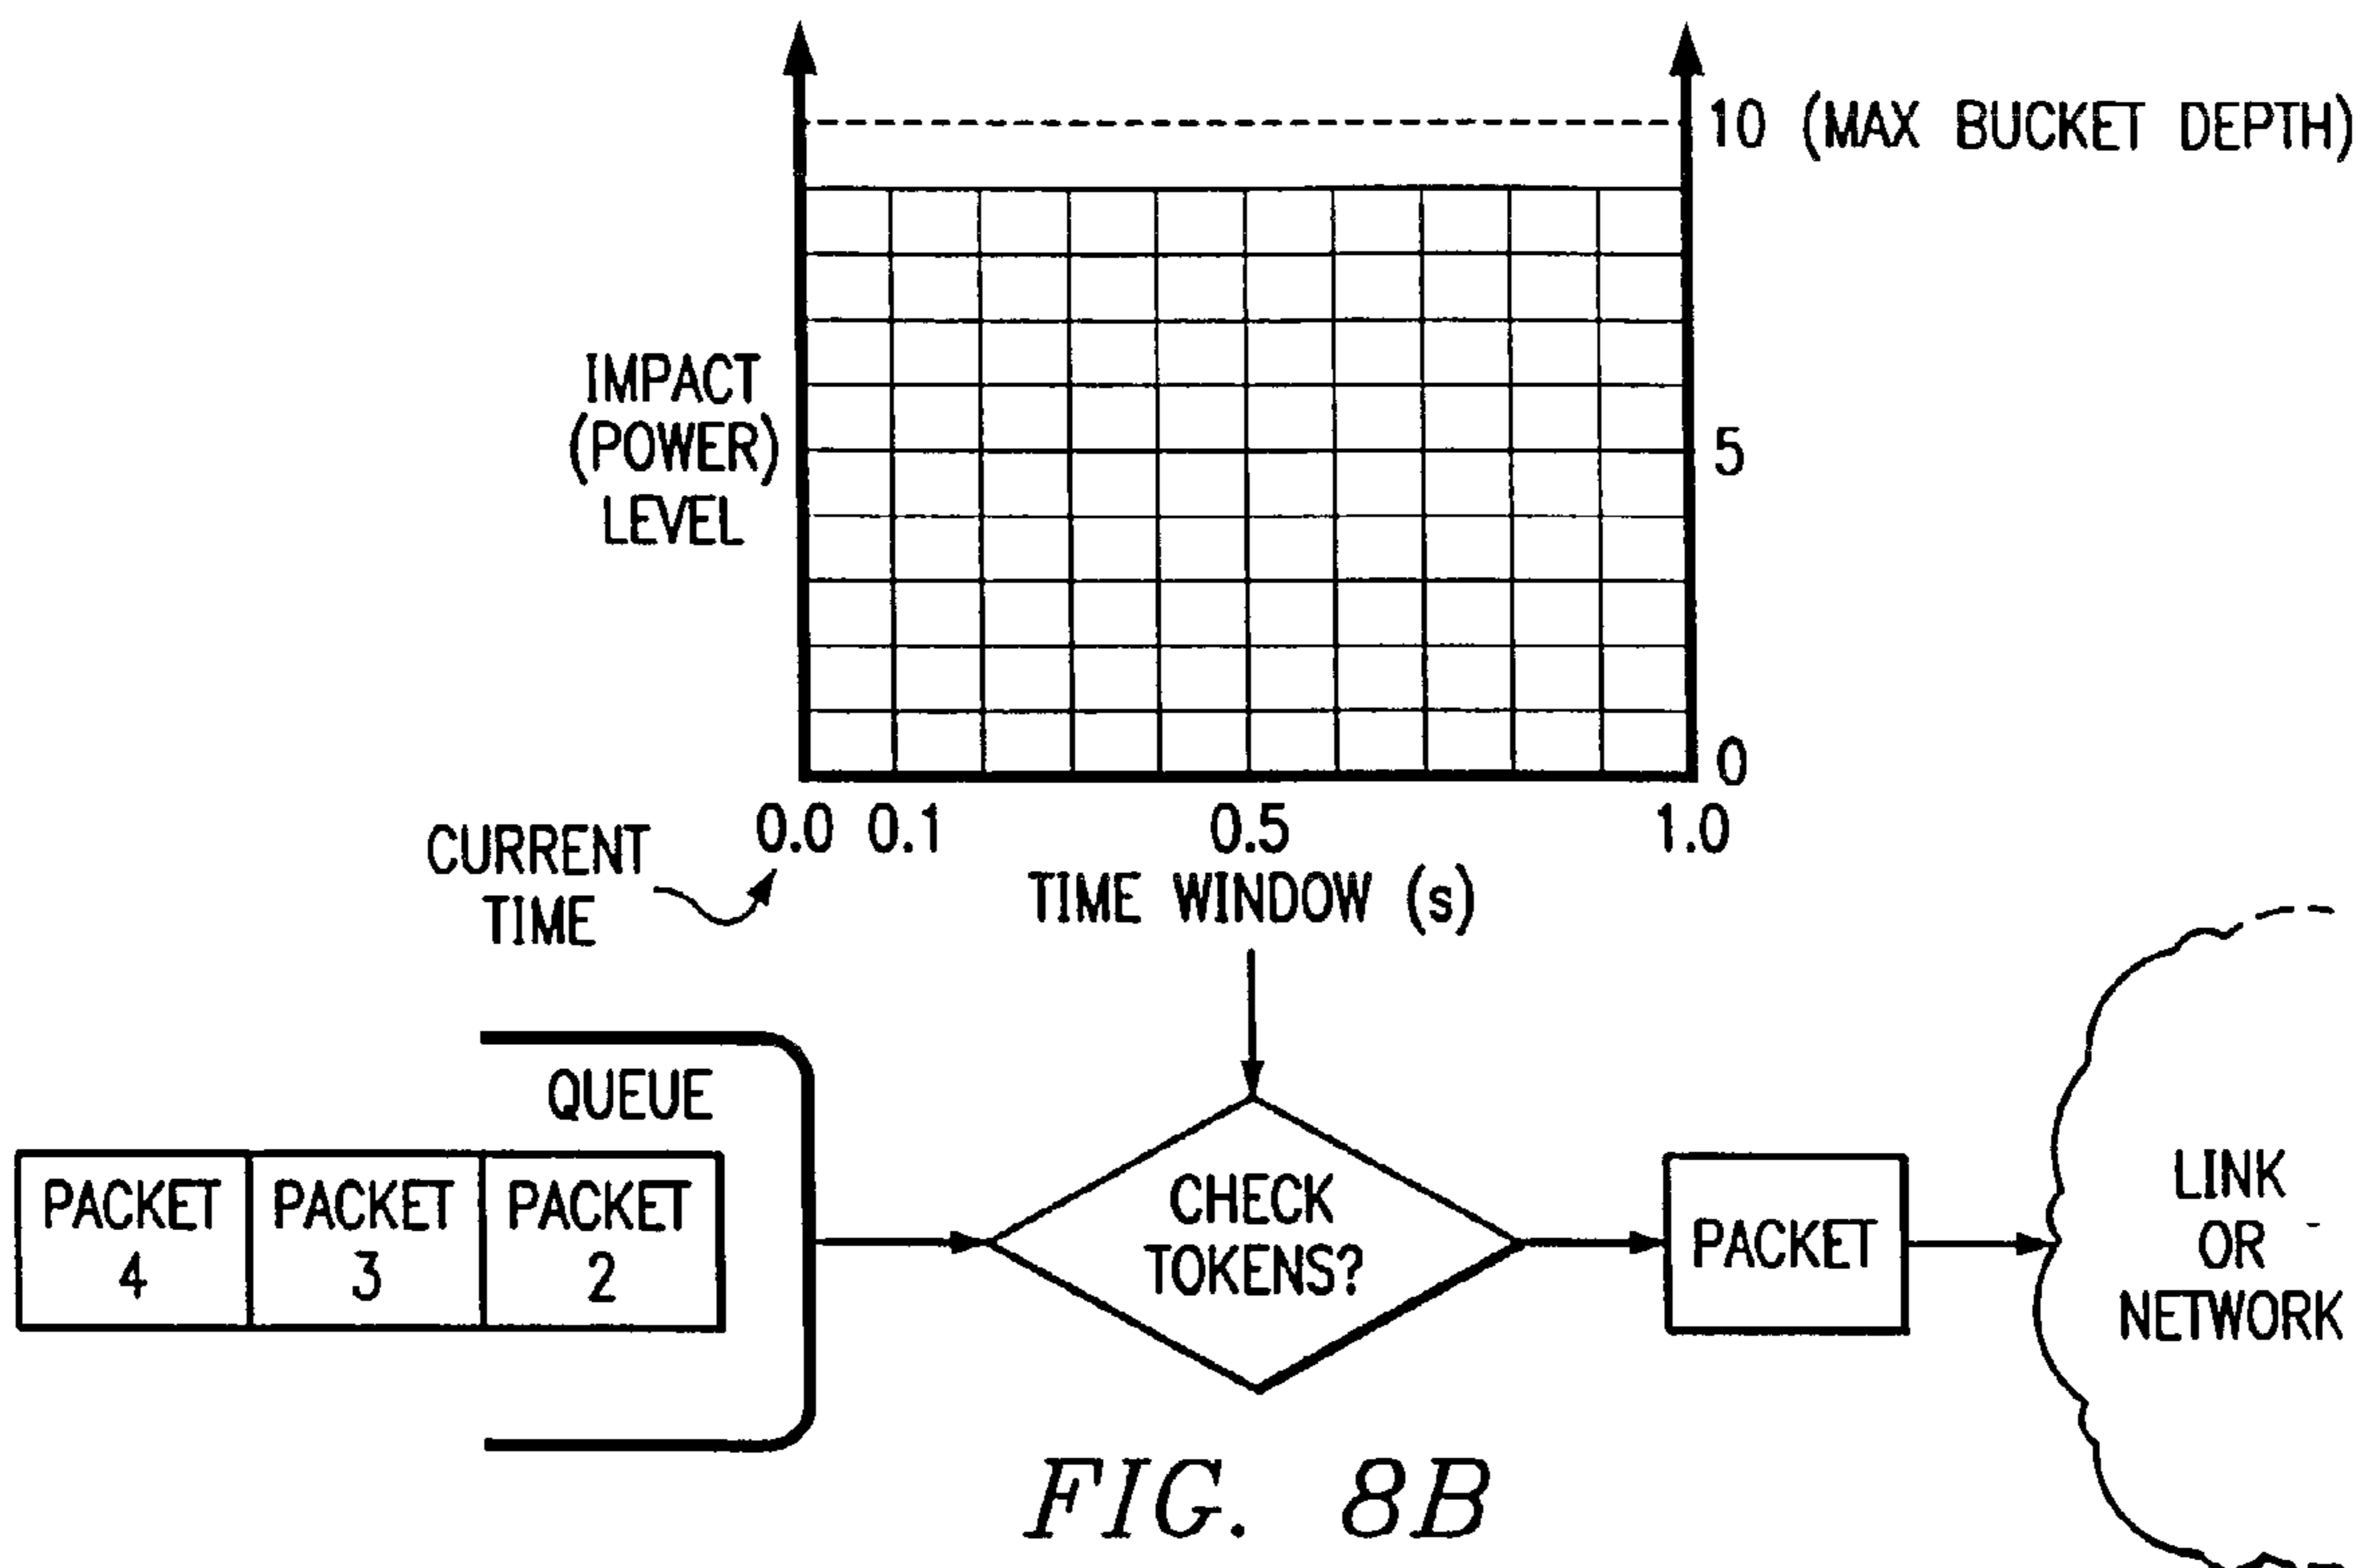 10 (MAX BUCKET DEPTH)
IMPACT
(POWER)
LEVEL
5
0
0.0 0.1 0.5 1.0
CURRENT
TIME
TIME WINDOW (s)
QUEUE
PACKET
4
PACKET
3
PACKET
2
CHECK
TOKENS?
PACKET
LINK
OR
NETWORK
FIG. 8B